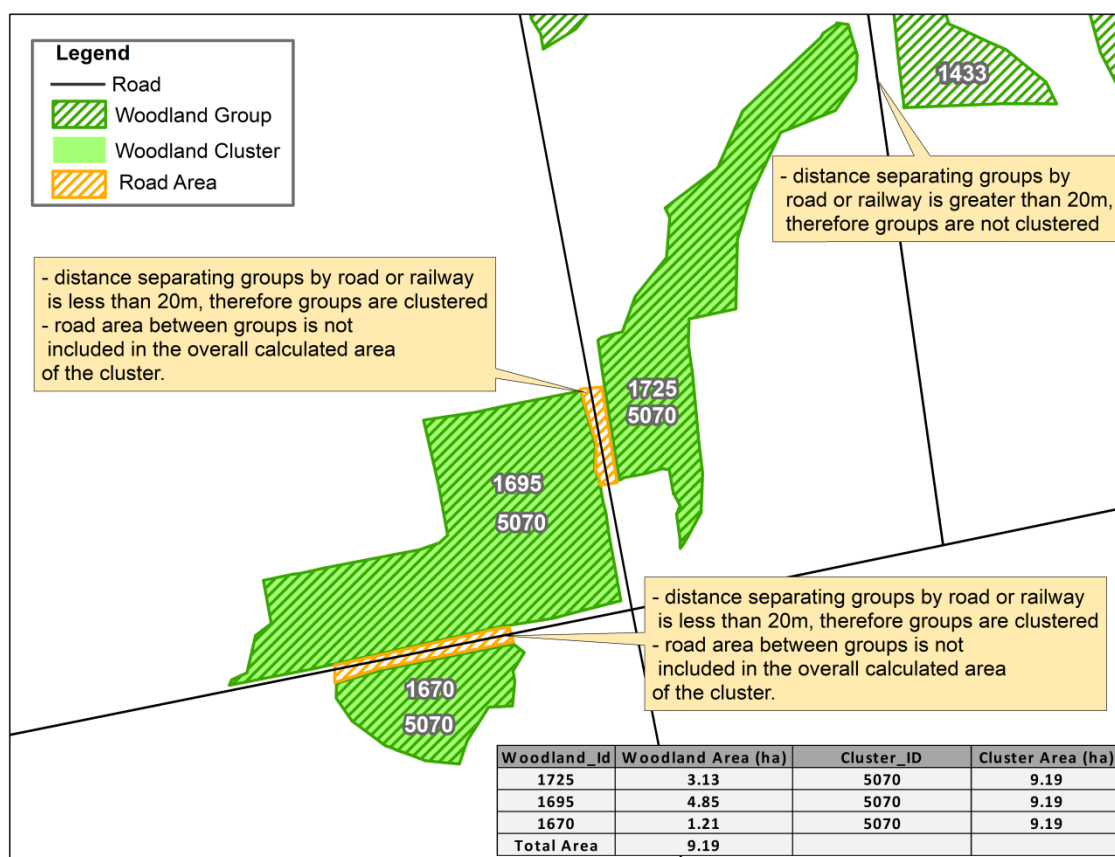 Legend
Road
Woodland Group
Woodland Cluster
Road Area
1433
- distance separating groups by
road or railway is greater than 20m,
therefore groups are not clustered
- distance separating groups by road or railway
is less than 20m, therefore groups are clustered
- road area between groups is not
included in the overall calculated area
of the cluster.
1725
5070
1695
5070
- distance separating groups by road or railway
is less than 20m, therefore groups are clustered
- road area between groups is not
included in the overall calculated area
of the cluster.
1670
5070
Woodland_Id Woodland Area (ha) Cluster_ID Cluster Area (ha)
1725 3.13 5070 9.19
1695 4.85 5070 9.19
1670 1.21 5070 9.19
Total Area 9.19